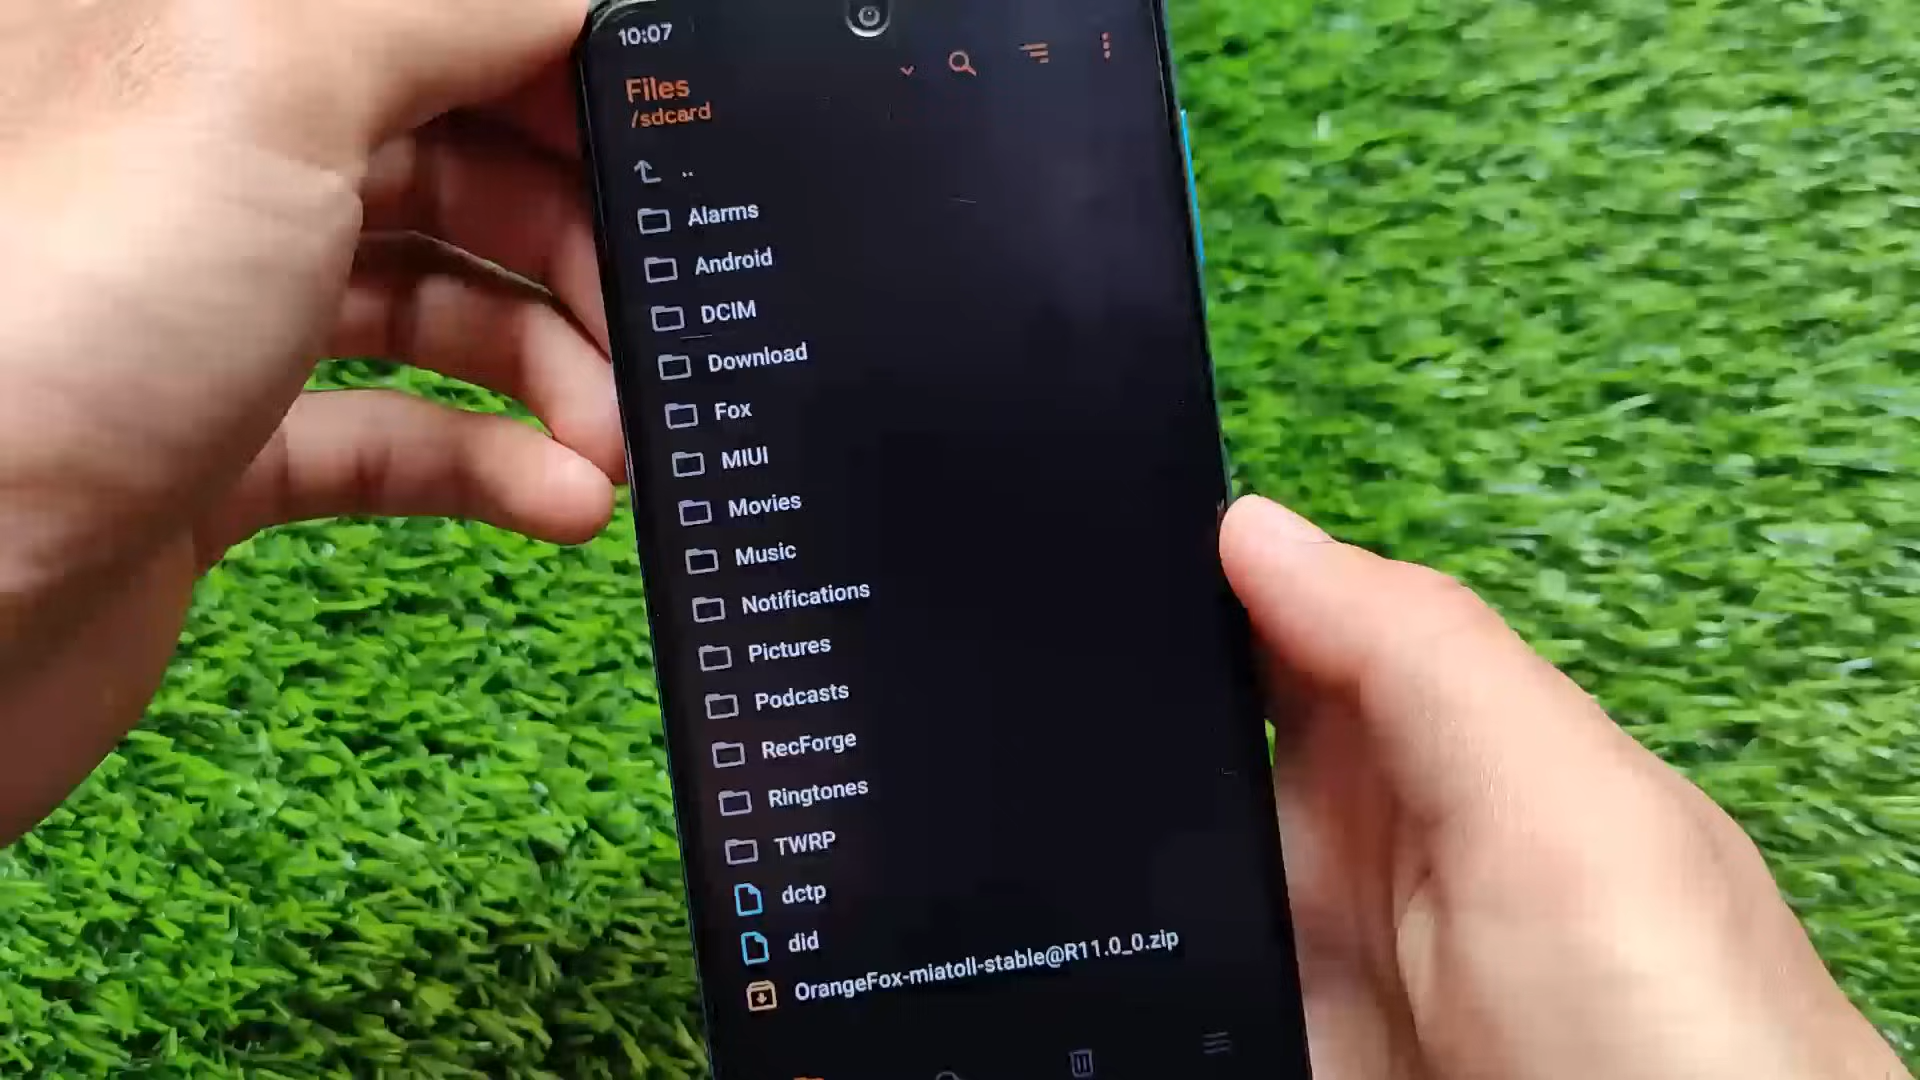 10:07
Files
/sdcard
..
Alarms
Android
DCIM
Download
Fox
MIUI
Movies
Music
Notifications
Pictures
Podcasts
RecForge
Ringtones
TWRP
dctp
did
OrangeFox-miatoll-stable@R11.0_0.zip